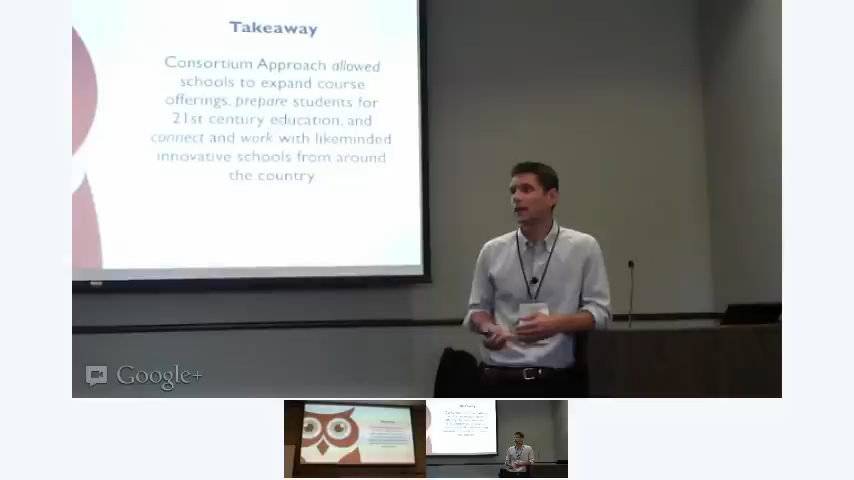 Takeaway
Consortium Approach allowed
schools to expand course
offerings, prepare students for
21st century education, and
connect and work with likeminded
innovative schools from around
the country
Google+